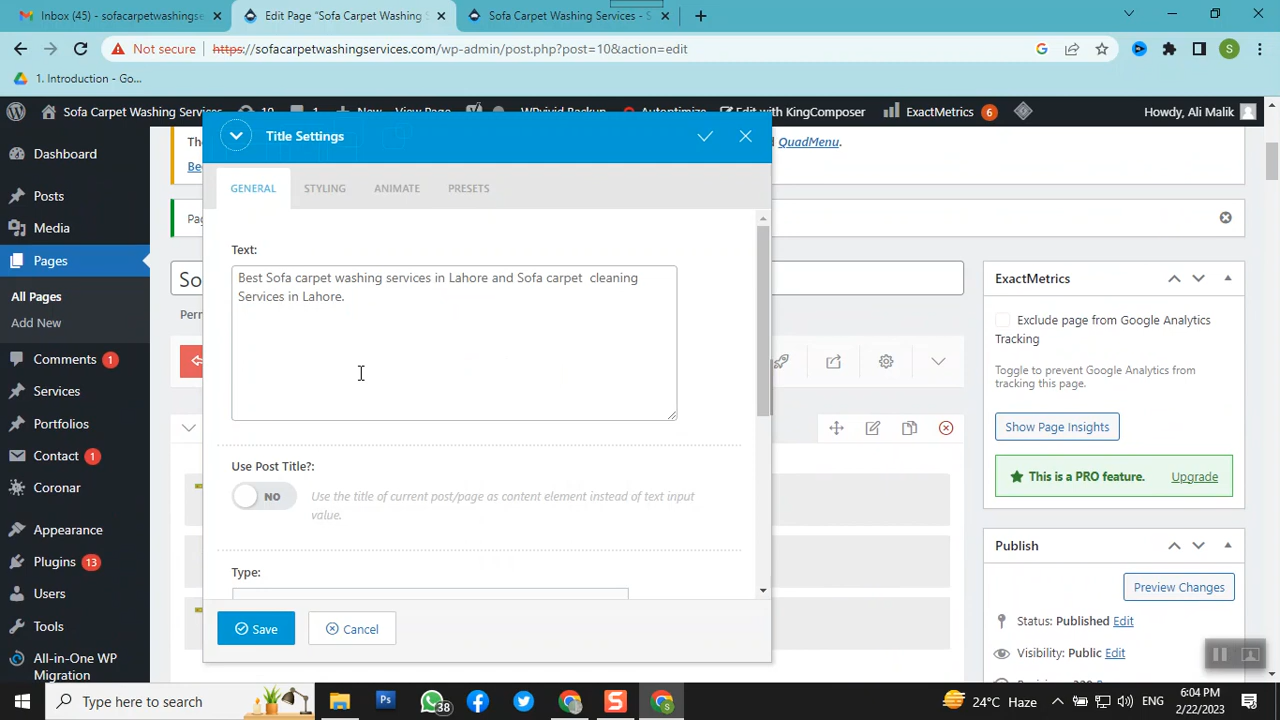 Inbox (45) - sofacarpetwashingse
Edit Page “Sofa Carpet Washing S
Sofa Carpet Washing Services - S
Not secure
https://sofacarpetwashingservices.com/wp-admin/post.php?post=10&action=edit
S
1. Introduction - Go...
Sofa Carpet Washing Services
10
1
New
View Page
WPvivid Backup
Autoptimize
Edit with KingComposer
ExactMetrics
6
Howdy, Ali Malik
Dashboard
Posts
Media
Pages
All Pages
Add New
Comments 1
Services
Portfolios
Contact 1
Coronar
Appearance
Plugins 13
Users
Tools
All-in-One WP
Migration
QuadMenu.
Title Settings
GENERAL
STYLING
ANIMATE
PRESETS
Text:
Best Sofa carpet washing services in Lahore and Sofa carpet  cleaning
Services in Lahore.
Use Post Title?:
NO
Use the title of current post/page as content element instead of text input
value.
Type:
Save
Cancel
ExactMetrics
Exclude page from Google Analytics
Tracking
Toggle to prevent Google Analytics from
tracking this page.
Show Page Insights
This is a PRO feature.
Upgrade
Publish
Preview Changes
Status: Published Edit
Visibility: Public Edit
Type here to search
Ps
38
S
24°C Haze
ENG
6:04 PM
2/22/2023